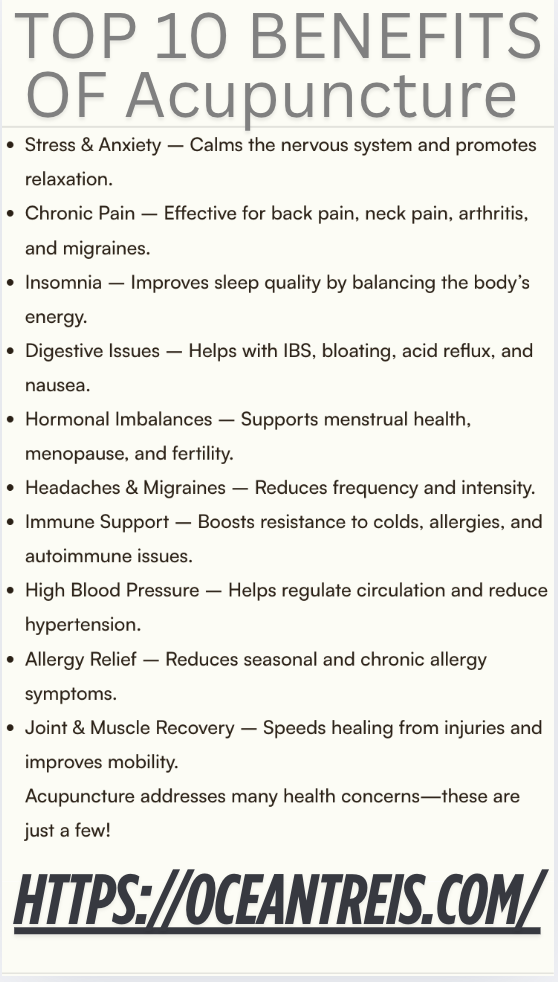 TOP 10 BENEFITS
OF Acupuncture
• Stress & Anxiety – Calms the nervous system and promotes
relaxation.
• Chronic Pain – Effective for back pain, neck pain, arthritis,
and migraines.
• Insomnia – Improves sleep quality by balancing the body’s
energy.
• Digestive Issues – Helps with IBS, bloating, acid reflux, and
nausea.
• Hormonal Imbalances – Supports menstrual health,
menopause, and fertility.
• Headaches & Migraines – Reduces frequency and intensity.
• Immune Support – Boosts resistance to colds, allergies, and
autoimmune issues.
• High Blood Pressure – Helps regulate circulation and reduce
hypertension.
• Allergy Relief – Reduces seasonal and chronic allergy
symptoms.
• Joint & Muscle Recovery – Speeds healing from injuries and
improves mobility.
Acupuncture addresses many health concerns—these are
just a few!
HTTPS://OCEANTREIS.COM/